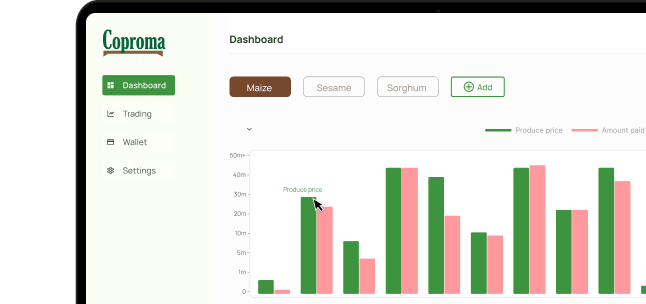 Coproma
Dashboard
Dashboard
Trading
Wallet
Settings
Maize
Sesame
Sorghum
Add
Produce price
Amount paid
50m+
40m
30m
20m
10m
5m
1m
0
Produce price